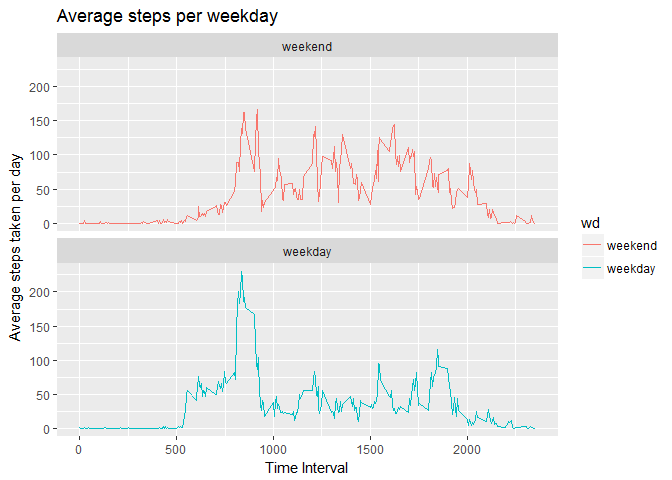 Average steps per weekday
weekend
200
150
100
50
0
weekday
200
150
100
50
0
0 500 1000 1500 2000
Time Interval
Average steps taken per day
wd
weekend
weekday